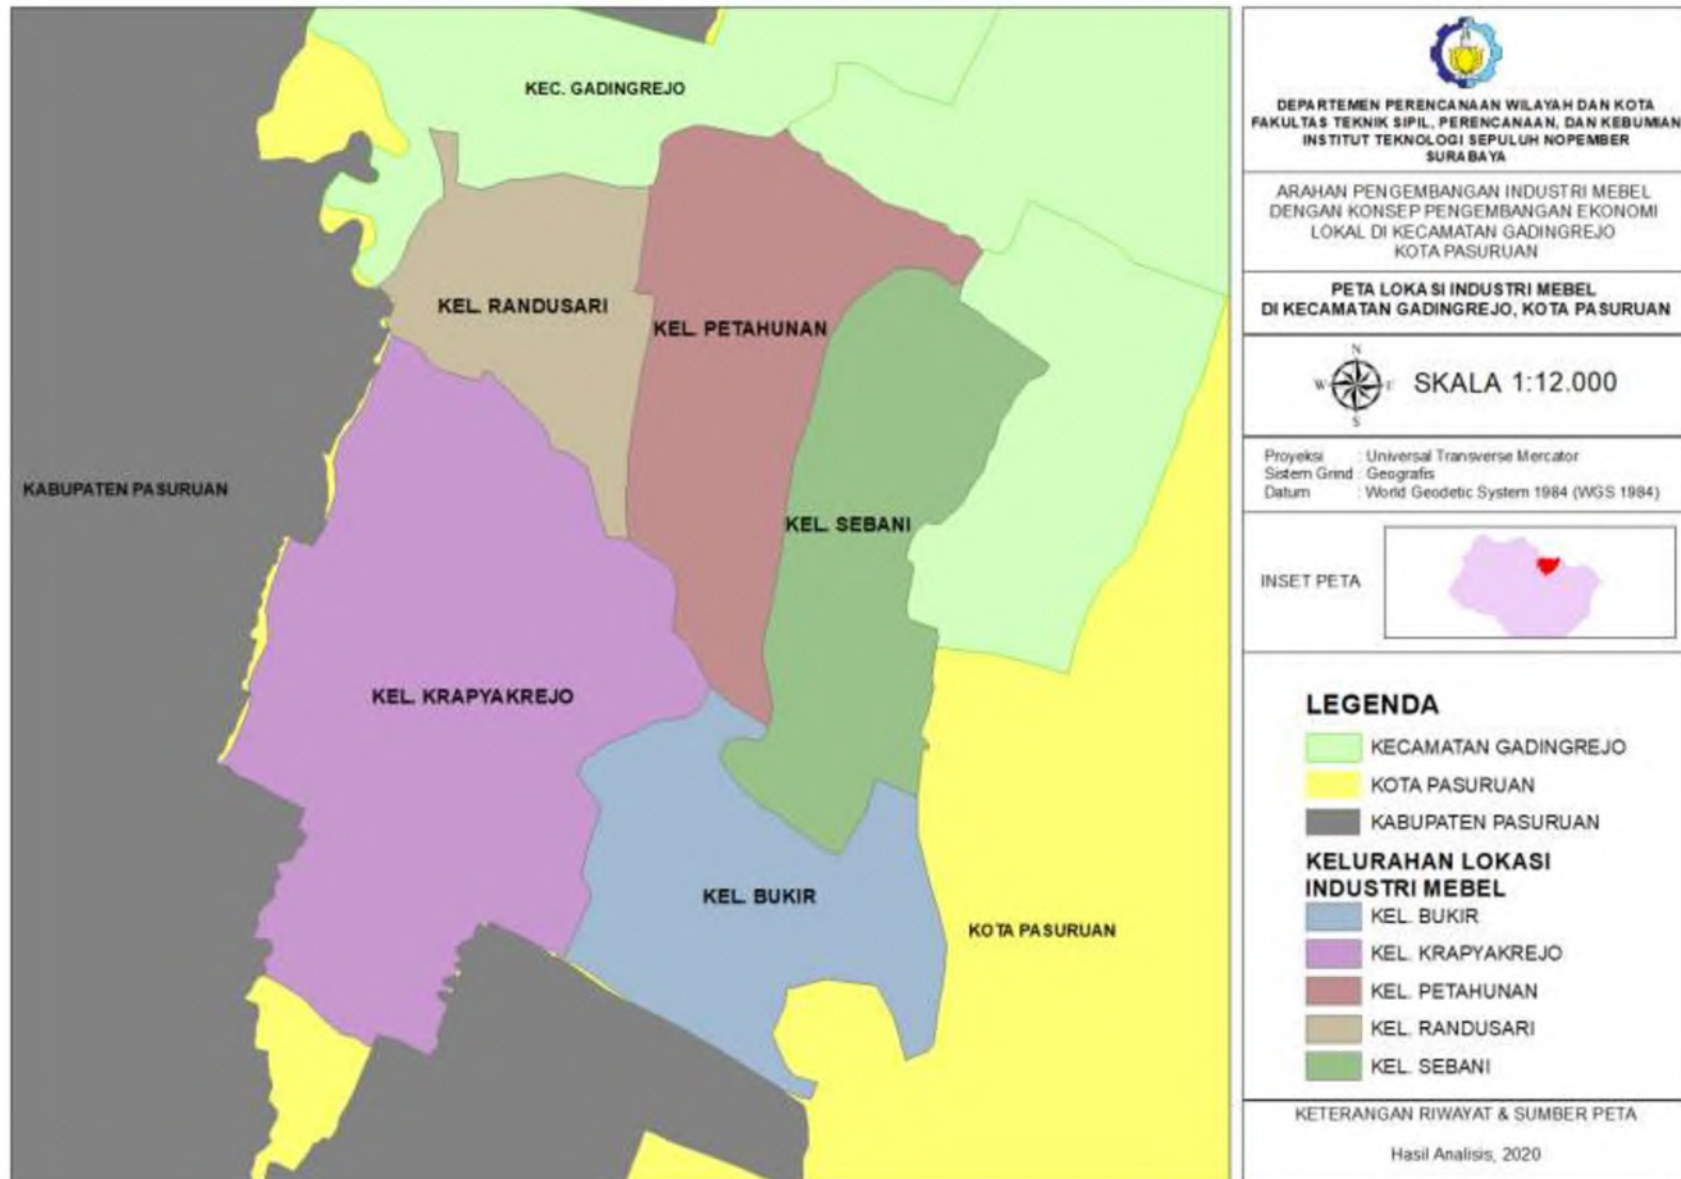 KEC. GADINGREJO
KEL. RANDUSARI
KEL. PETAHUNAN
KABUPATEN PASURUAN
KEL. SEBANI
KEL. KRAPYAKREJO
KEL. BUKIR
KOTA PASURUAN
DEPARTEMEN PERENCANAAN WILAYAH DAN KOTA
FAKULTAS TEKNIK SIPIL, PERENCANAAN, DAN KEBUMIAN
INSTITUT TEKNOLOGI SEPULUH NOPEMBER
SURABAYA
ARAHAN PENGEMBANGAN INDUSTRI MEBEL
DENGAN KONSEP PENGEMBANGAN EKONOMI
LOKAL DI KECAMATAN GADINGREJO
KOTA PASURUAN
PETA LOKASI INDUSTRI MEBEL
DI KECAMATAN GADINGREJO, KOTA PASURUAN
N
W E
S
SKALA 1:12.000
Proyeksi : Universal Transverse Mercator
Sistem Grind : Geografis
Datum : World Geodetic System 1984 (WGS 1984)
INSET PETA
LEGENDA
KECAMATAN GADINGREJO
KOTA PASURUAN
KABUPATEN PASURUAN
KELURAHAN LOKASI
INDUSTRI MEBEL
KEL. BUKIR
KEL. KRAPYAKREJO
KEL. PETAHUNAN
KEL. RANDUSARI
KEL. SEBANI
KETERANGAN RIWAYAT & SUMBER PETA
Hasil Analisis, 2020